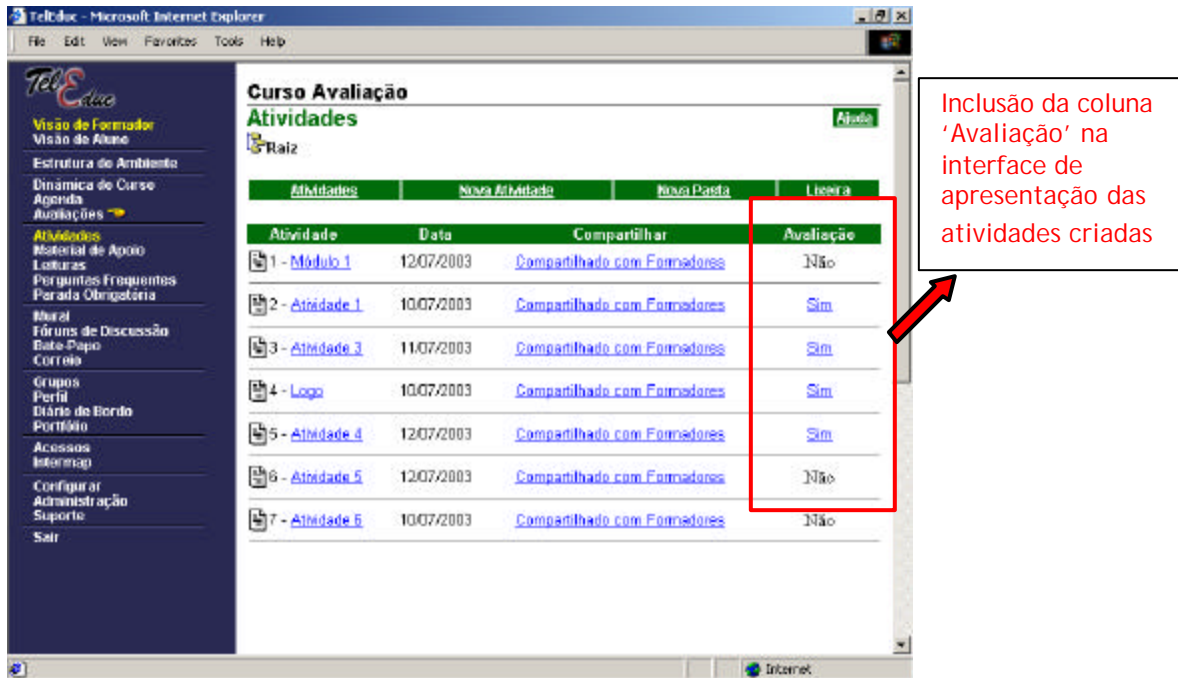 TelEduc - Microsoft Internet Explorer
File Edit View Favorites Tools Help
TelEduc
Visão de Formador
Visão de Aluno
Estrutura do Ambiente
Dinâmica do Curso
Agenda
Avaliações
Atividades
Material de Apoio
Leituras
Perguntas Frequentes
Parada Obrigatória
Mural
Fóruns de Discussão
Bate-Papo
Correio
Grupos
Perfil
Diário de Bordo
Portfólio
Acessos
Intermap
Configurar
Administração
Suporte
Sair
Curso Avaliação
Atividades
Ajuda
Raiz
Atividades Nova Atividade Nova Pasta Lixeira
Atividade Data Compartilhar Avaliação
1 - Módulo 1 12/07/2003 Compartilhado com Formadores Não
2 - Atividade 1 10/07/2003 Compartilhado com Formadores Sim
3 - Atividade 3 11/07/2003 Compartilhado com Formadores Sim
4 - Logo 10/07/2003 Compartilhado com Formadores Sim
5 - Atividade 4 12/07/2003 Compartilhado com Formadores Sim
6 - Atividade 5 12/07/2003 Compartilhado com Formadores Não
7 - Atividade 6 10/07/2003 Compartilhado com Formadores Não
Internet
Inclusão da coluna
‘Avaliação’ na
interface de
apresentação das
atividades criadas